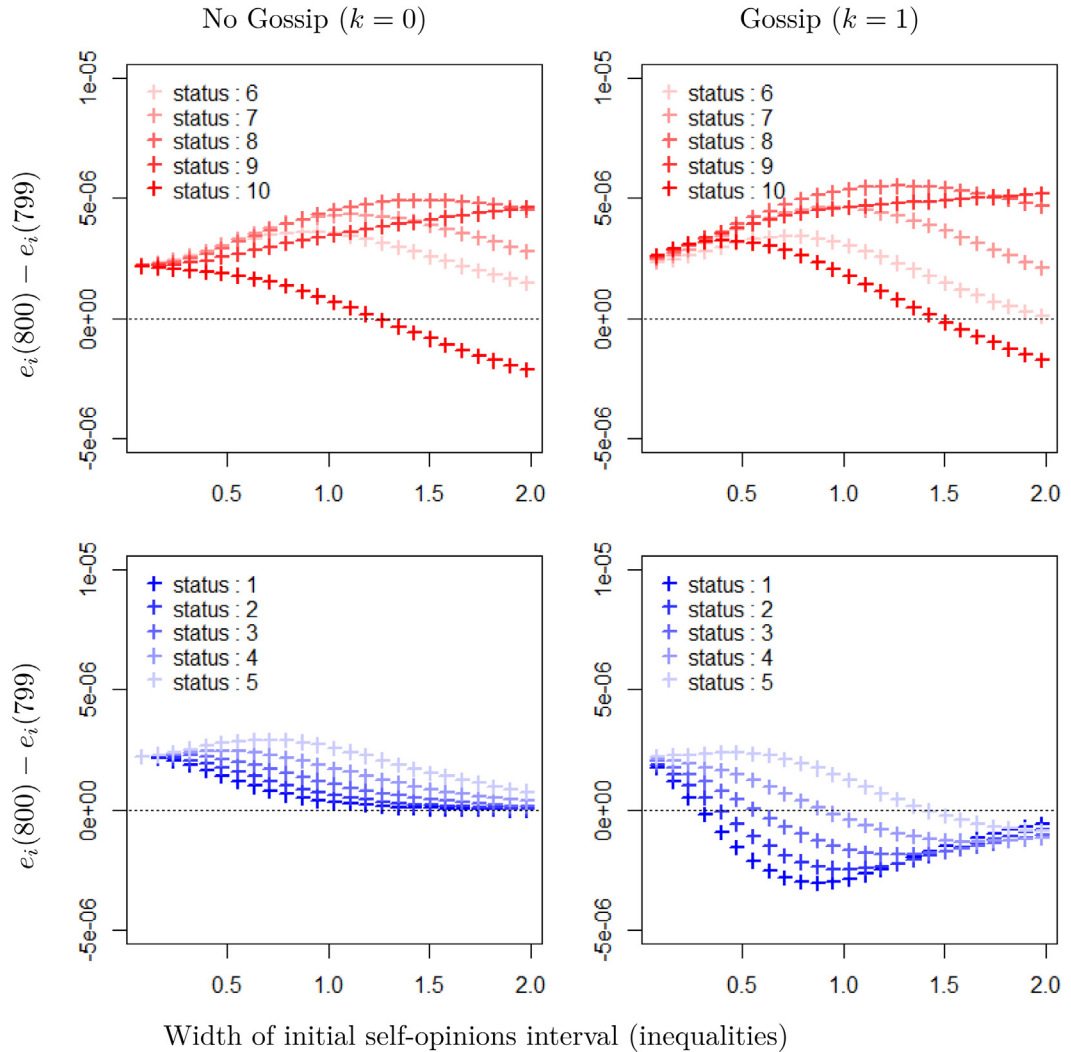 No Gossip (k = 0)
Gossip (k = 1)
e_i(800) − e_i(799)
1e-05
5e-06
0e+00
-5e-06
status : 6
status : 7
status : 8
status : 9
status : 10
0.5 1.0 1.5 2.0
1e-05
5e-06
0e+00
-5e-06
status : 6
status : 7
status : 8
status : 9
status : 10
0.5 1.0 1.5 2.0
e_i(800) − e_i(799)
1e-05
5e-06
0e+00
-5e-06
status : 1
status : 2
status : 3
status : 4
status : 5
0.5 1.0 1.5 2.0
1e-05
5e-06
0e+00
-5e-06
status : 1
status : 2
status : 3
status : 4
status : 5
0.5 1.0 1.5 2.0
Width of initial self-opinions interval (inequalities)